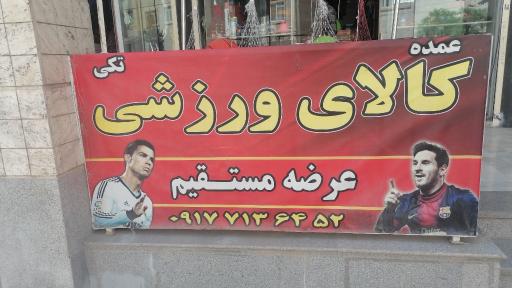 عمده
تکی
کالای ورزشی
عرضه مستقیم
۰۹۱۷ ۷۱۳ ۶۴ ۵۲